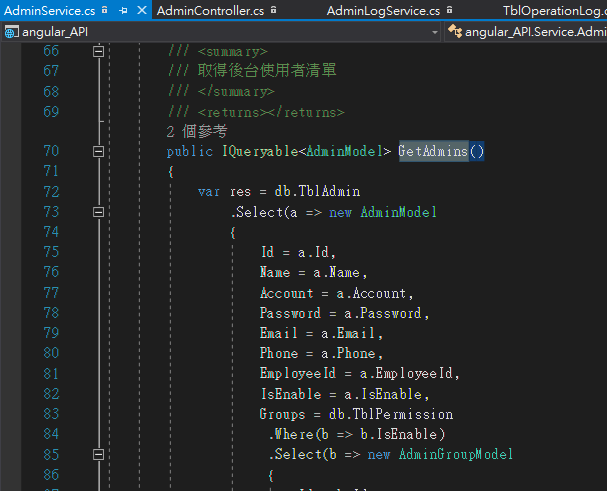 AdminService.cs AdminController.cs AdminLogService.cs TblOperationLog.c
angular_API angular_API.Service.Admi
66 /// <summary>
67 /// 取得後台使用者清單
68 /// </summary>
69 /// <returns></returns>
2 個參考
70 public IQueryable<AdminModel> GetAdmins()
71 {
72 var res = db.TblAdmin
73 .Select(a => new AdminModel
74 {
75 Id = a.Id,
76 Name = a.Name,
77 Account = a.Account,
78 Password = a.Password,
79 Email = a.Email,
80 Phone = a.Phone,
81 EmployeeId = a.EmployeeId,
82 IsEnable = a.IsEnable,
83 Groups = db.TblPermission
84 .Where(b => b.IsEnable)
85 .Select(b => new AdminGroupModel
86 {